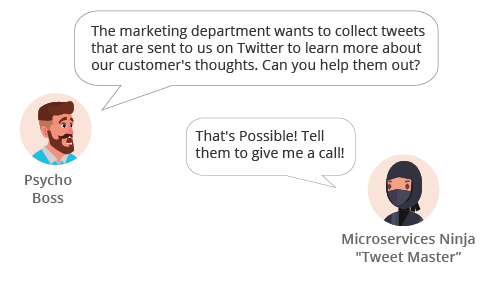 The marketing department wants to collect tweets
that are sent to us on Twitter to learn more about
our customer's thoughts. Can you help them out?
That's Possible! Tell
them to give me a call!
Psycho
Boss
Microservices Ninja
"Tweet Master”